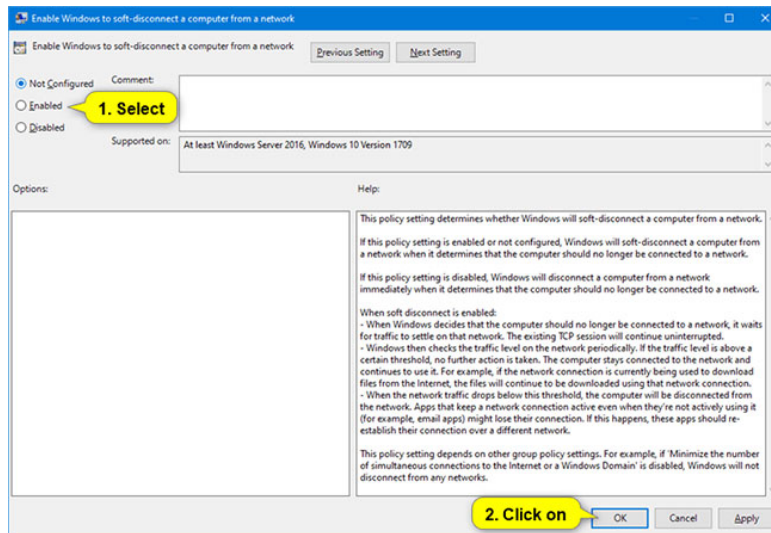 Enable Windows to soft-disconnect a computer from a network
Enable Windows to soft-disconnect a computer from a network
Previous Setting
Next Setting
Not Configured
Comment:
Enabled
1. Select
Disabled
Supported on:
At least Windows Server 2016, Windows 10 Version 1709
Options:
Help:
This policy setting determines whether Windows will soft-disconnect a computer from a network.
If this policy setting is enabled or not configured, Windows will soft-disconnect a computer from
a network when it determines that the computer should no longer be connected to a network.
If this policy setting is disabled, Windows will disconnect a computer from a network
immediately when it determines that the computer should no longer be connected to a network.
When soft disconnect is enabled:
- When Windows decides that the computer should no longer be connected to a network, it waits
for traffic to settle on that network. The existing TCP session will continue uninterrupted.
- Windows then checks the traffic level on the network periodically. If the traffic level is above a
certain threshold, no further action is taken. The computer stays connected to the network and
continues to use it. For example, if the network connection is currently being used to download
files from the Internet, the files will continue to be downloaded using that network connection.
- When the network traffic drops below this threshold, the computer will be disconnected from
the network. Apps that keep a network connection active even when they're not actively using it
(for example, email apps) might lose their connection. If this happens, these apps should re-
establish their connection over a different network.
This policy setting depends on other group policy settings. For example, if 'Minimize the number
of simultaneous connections to the Internet or a Windows Domain' is disabled, Windows will not
disconnect from any networks.
2. Click on
OK
Cancel
Apply